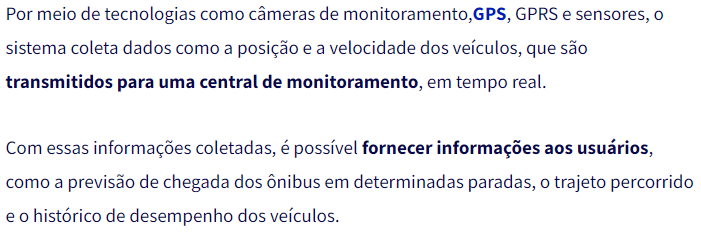 Por meio de tecnologias como câmeras de monitoramento,GPS, GPRS e sensores, o
sistema coleta dados como a posição e a velocidade dos veículos, que são
transmitidos para uma central de monitoramento, em tempo real.
Com essas informações coletadas, é possível fornecer informações aos usuários,
como a previsão de chegada dos ônibus em determinadas paradas, o trajeto percorrido
e o histórico de desempenho dos veículos.